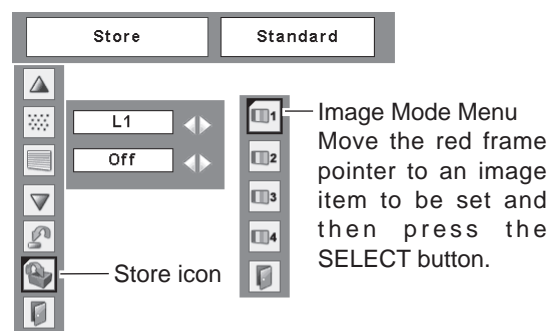 Store Standard
L1
Off
1
2
3
4
Store icon
Image Mode Menu
Move the red frame
pointer to an image
item to be set and
then press the
SELECT button.